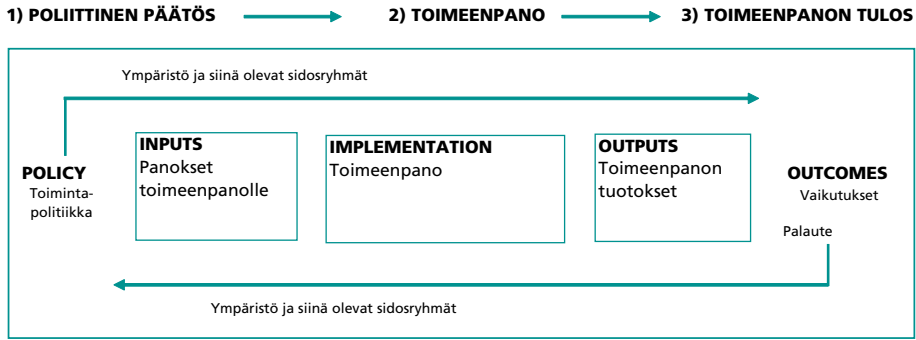 1) POLIITTINEN PÄÄTÖS 2) TOIMEENPANO 3) TOIMEENPANON TULOS
Ympäristö ja siinä olevat sidosryhmät
POLICY
Toiminta-
politiikka
INPUTS
Panokset
toimeenpanolle
IMPLEMENTATION
Toimeenpano
OUTPUTS
Toimeenpanon
tuotokset
OUTCOMES
Vaikutukset
Palaute
Ympäristö ja siinä olevat sidosryhmät